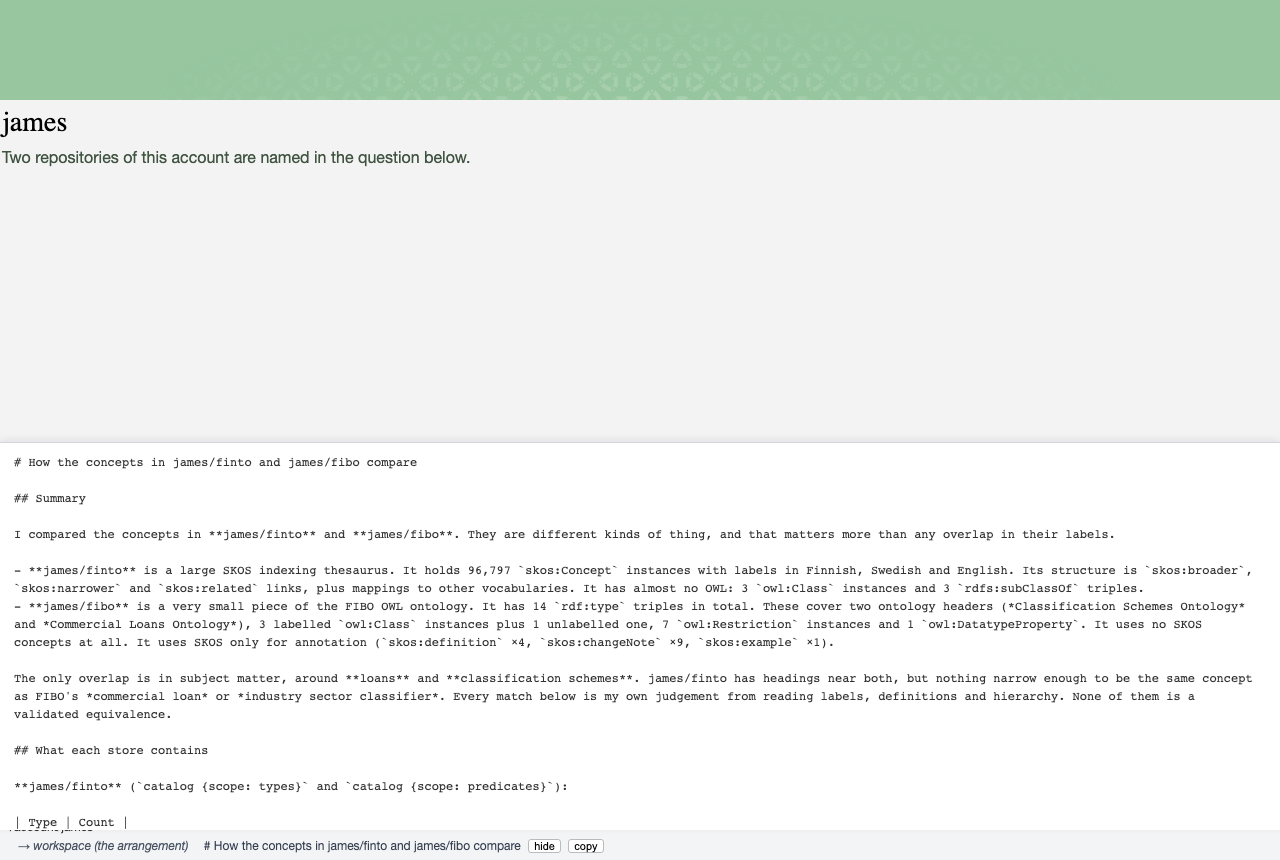 james
Two repositories of this account are named in the question below.
# How the concepts in james/finto and james/fibo compare
## Summary
I compared the concepts in **james/finto** and **james/fibo**. They are different kinds of thing, and that matters more than any overlap in their labels.
- **james/finto** is a large SKOS indexing thesaurus. It holds 96,797 `skos:Concept` instances with labels in Finnish, Swedish and English. Its structure is `skos:broader`,
`skos:narrower` and `skos:related` links, plus mappings to other vocabularies. It has almost no OWL: 3 `owl:Class` instances and 3 `rdfs:subClassOf` triples.
- **james/fibo** is a very small piece of the FIBO OWL ontology. It has 14 `rdf:type` triples in total. These cover two ontology headers (*Classification Schemes Ontology*
and *Commercial Loans Ontology*), 3 labelled `owl:Class` instances plus 1 unlabelled one, 7 `owl:Restriction` instances and 1 `owl:DatatypeProperty`. It uses no SKOS
concepts at all. It uses SKOS only for annotation (`skos:definition` ×4, `skos:changeNote` ×9, `skos:example` ×1).
The only overlap is in subject matter, around **loans** and **classification schemes**. james/finto has headings near both, but nothing narrow enough to be the same concept
as FIBO's *commercial loan* or *industry sector classifier*. Every match below is my own judgement from reading labels, definitions and hierarchy. None of them is a
validated equivalence.
## What each store contains
**james/finto** (`catalog {scope: types}` and `catalog {scope: predicates}`):
| Type | Count |
→ workspace (the arrangement) # How the concepts in james/finto and james/fibo compare hide copy